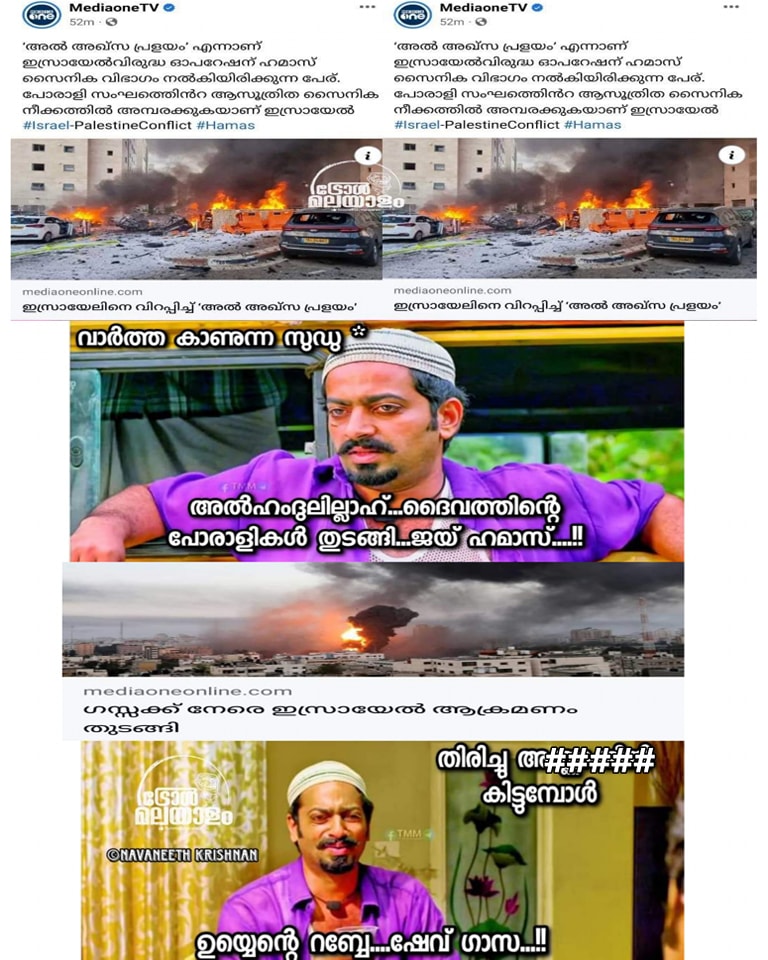 MediaoneTV
52m
'അൽ അഖ്സ പ്രളയം' എന്നാണ്
ഇസ്രായേൽവിരുദ്ധ ഓപറേഷന് ഹമാസ്
സൈനിക വിഭാഗം നൽകിയിരിക്കുന്ന പേര്.
പോരാളി സംഘത്തിൻറ ആസൂത്രിത സൈനിക
നീക്കത്തിൽ അമ്പരക്കുകയാണ് ഇസ്രായേൽ
#Israel-PalestineConflict #Hamas
ട്രോൾ
മലയാളം
mediaoneonline.com
ഇസ്രായേലിനെ വിറപ്പിച്ച് 'അൽ അഖ്സ പ്രളയം'
MediaoneTV
52m
'അൽ അഖ്സ പ്രളയം' എന്നാണ്
ഇസ്രായേൽവിരുദ്ധ ഓപറേഷന് ഹമാസ്
സൈനിക വിഭാഗം നൽകിയിരിക്കുന്ന പേര്.
പോരാളി സംഘത്തിൻറ ആസൂത്രിത സൈനിക
നീക്കത്തിൽ അമ്പരക്കുകയാണ് ഇസ്രായേൽ
#Israel-PalestineConflict #Hamas
mediaoneonline.com
ഇസ്രായേലിനെ വിറപ്പിച്ച് 'അൽ അഖ്സ പ്രളയം'
വാർത്ത കാണുന്ന സുഡു *
TMM
അൽഹംദുലില്ലാഹ്...ദൈവത്തിന്റെ
പോരാളികൾ തുടങ്ങി...ജയ് ഹമാസ്....!!
mediaoneonline.com
ഗസ്സക്ക് നേരെ ഇസ്രായേൽ ആക്രമണം
തുടങ്ങി
തിരിച്ചു അ#####
കിട്ടുമ്പോൾ
ട്രോൾ
മലയാളം
TMM
©NAVANEETH KRISHNAN
ഉയ്യെന്റെ റബ്ബേ....ഷേവ് ഗാസ...!!